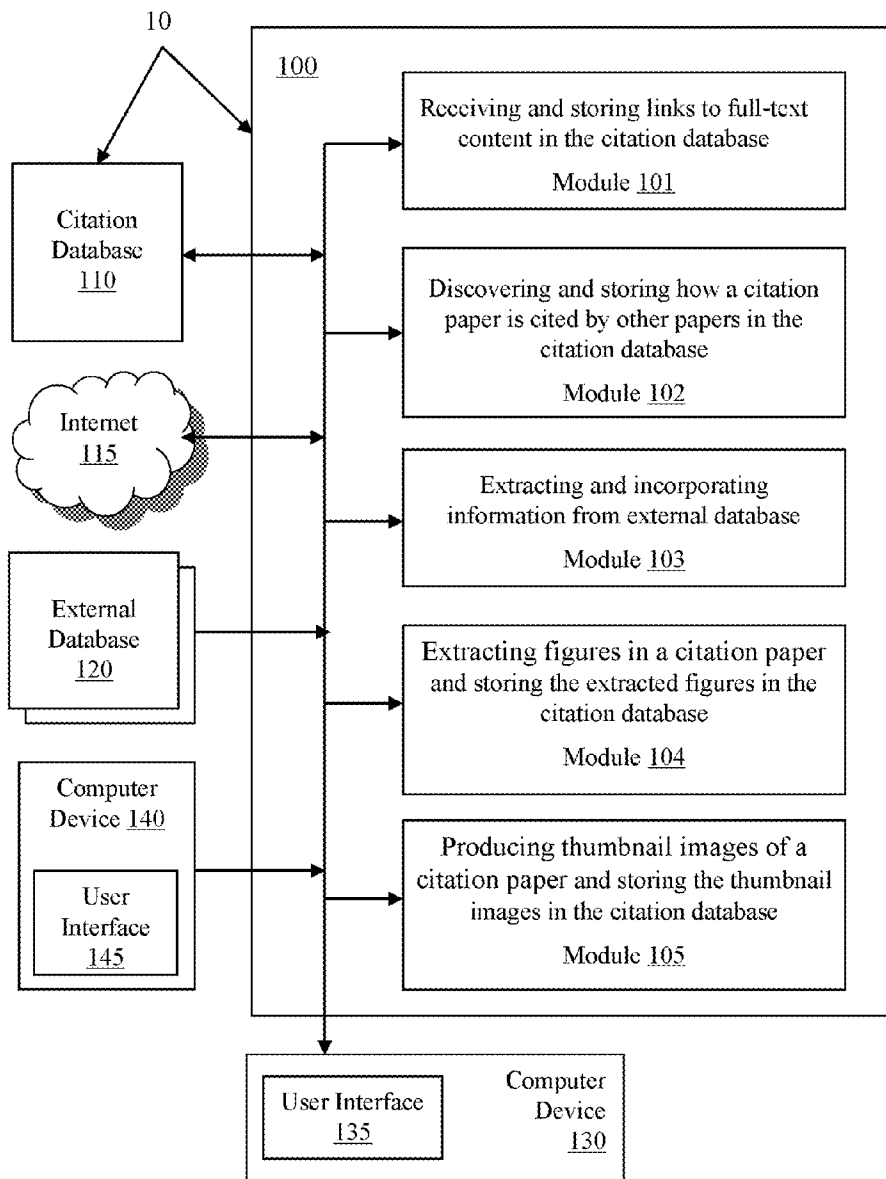 10
100
Receiving and storing links to full-text
content in the citation database
Module 101
Citation
Database
110
Discovering and storing how a citation
paper is cited by other papers in the
citation database
Module 102
Internet
115
Extracting and incorporating
information from external database
Module 103
External
Database
120
Extracting figures in a citation paper
and storing the extracted figures in the
citation database
Module 104
Computer
Device 140
User
Interface
145
Producing thumbnail images of a
citation paper and storing the thumbnail
images in the citation database
Module 105
User Interface
135
Computer
Device
130